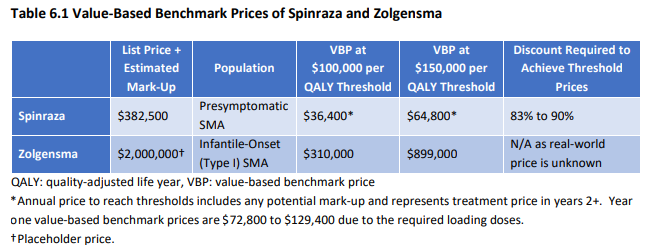 Table 6.1 Value-Based Benchmark Prices of Spinraza and Zolgensma
List Price + Estimated Mark-Up | Population | VBP at $100,000 per QALY Threshold | VBP at $150,000 per QALY Threshold | Discount Required to Achieve Threshold Prices
Spinraza | $382,500 | Presymptomatic SMA | $36,400* | $64,800* | 83% to 90%
Zolgensma | $2,000,000† | Infantile-Onset (Type I) SMA | $310,000 | $899,000 | N/A as real-world price is unknown
QALY: quality-adjusted life year, VBP: value-based benchmark price
*Annual price to reach thresholds includes any potential mark-up and represents treatment price in years 2+. Year
one value-based benchmark prices are $72,800 to $129,400 due to the required loading doses.
†Placeholder price.